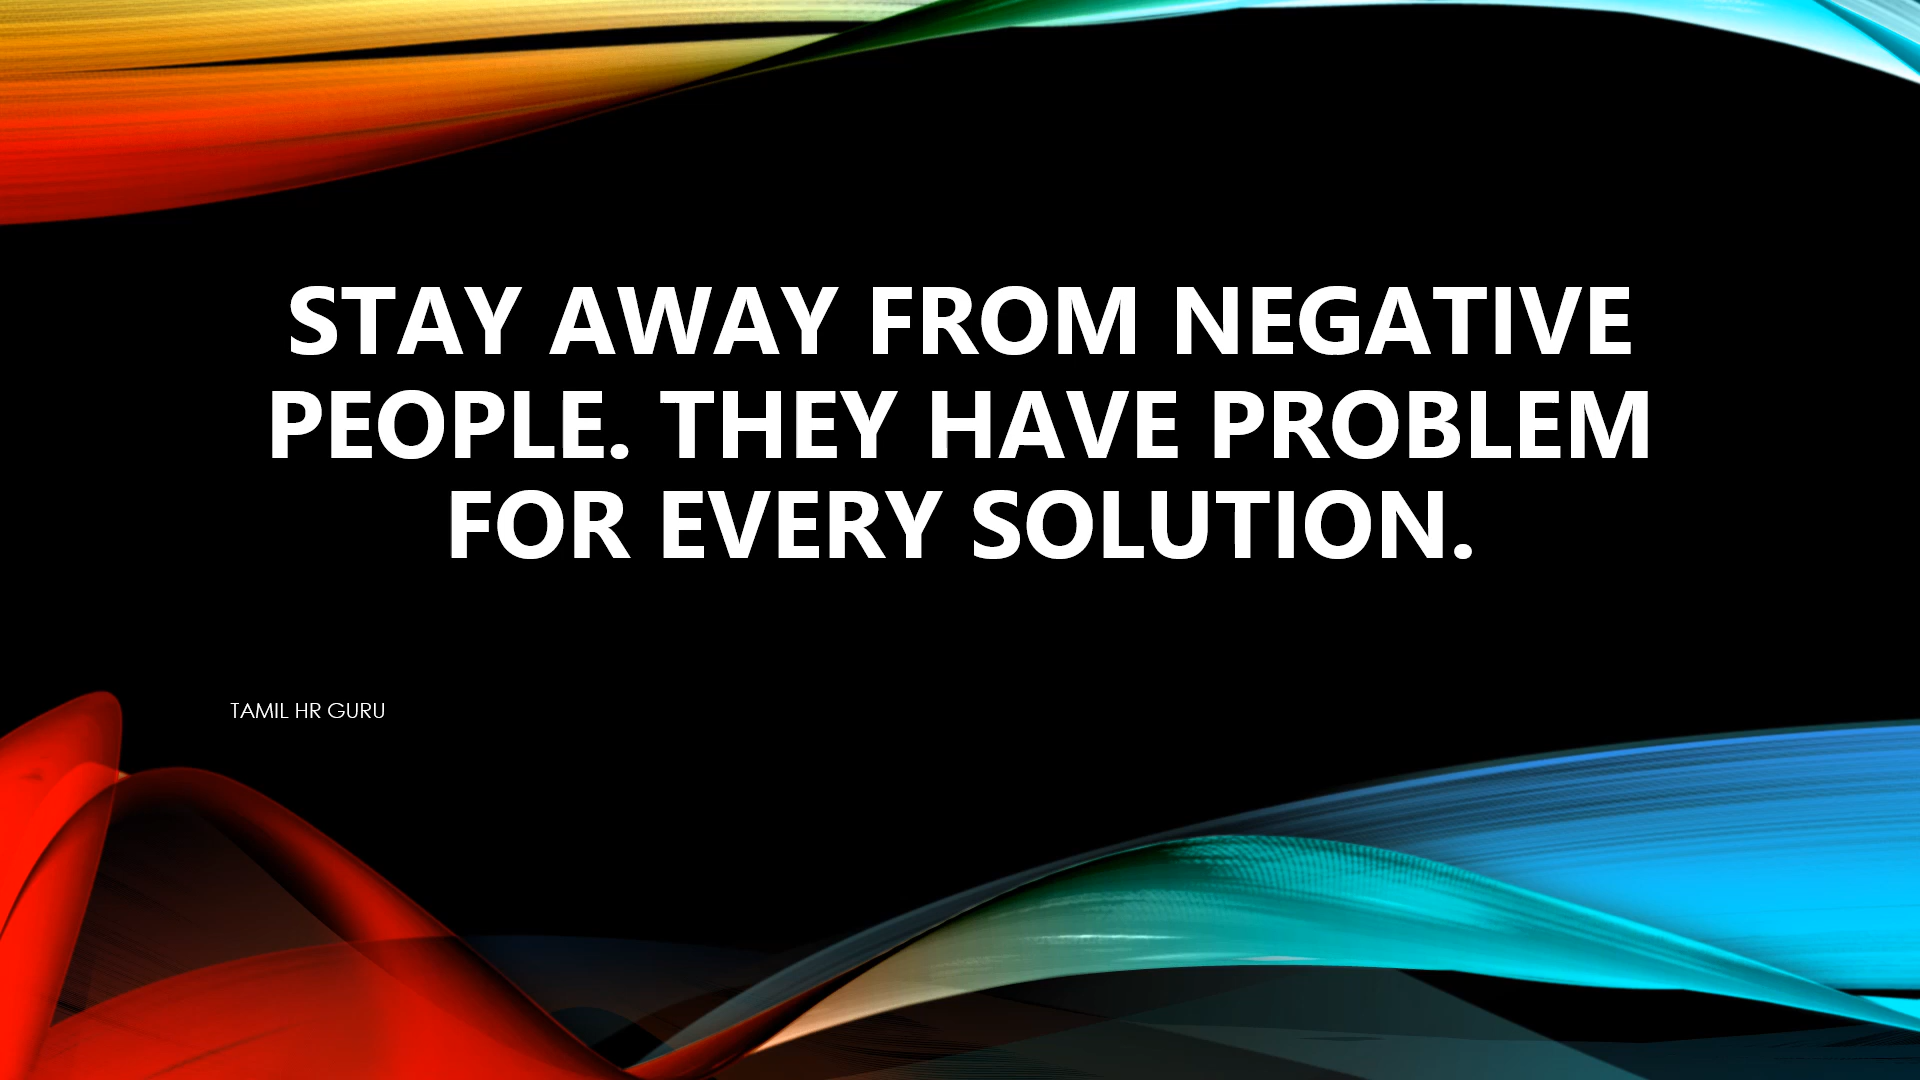 STAY AWAY FROM NEGATIVE
PEOPLE. THEY HAVE PROBLEM
FOR EVERY SOLUTION.
TAMIL HR GURU